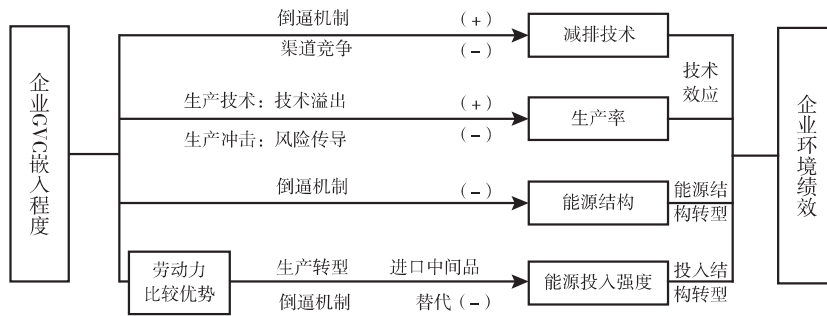 企业GVC嵌入程度
倒逼机制 (+)
渠道竞争 (-)
减排技术
技术
效应
生产技术：技术溢出 (+)
生产冲击：风险传导 (-)
生产率
倒逼机制 (-)
能源结构
能源结
构转型
劳动力
比较优势
生产转型 进口中间品
倒逼机制 替代(-)
能源投入强度
投入结
构转型
企业环境绩效